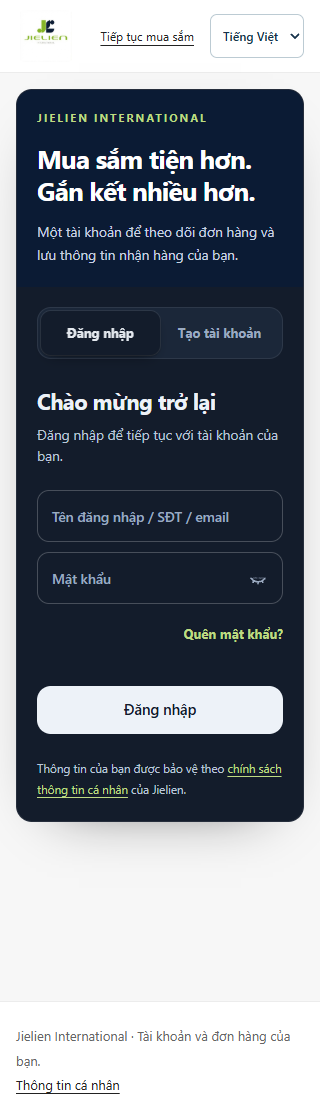 JIELIEN
Tiếp tục mua sắm
Tiếng Việt
JIELIEN INTERNATIONAL
Mua sắm tiện hơn.
Gắn kết nhiều hơn.
Một tài khoản để theo dõi đơn hàng và
lưu thông tin nhận hàng của bạn.
Đăng nhập
Tạo tài khoản
Chào mừng trở lại
Đăng nhập để tiếp tục với tài khoản của
bạn.
Tên đăng nhập / SĐT / email
Mật khẩu
Quên mật khẩu?
Đăng nhập
Thông tin của bạn được bảo vệ theo chính sách
thông tin cá nhân của Jielien.
Jielien International · Tài khoản và đơn hàng của
bạn.
Thông tin cá nhân